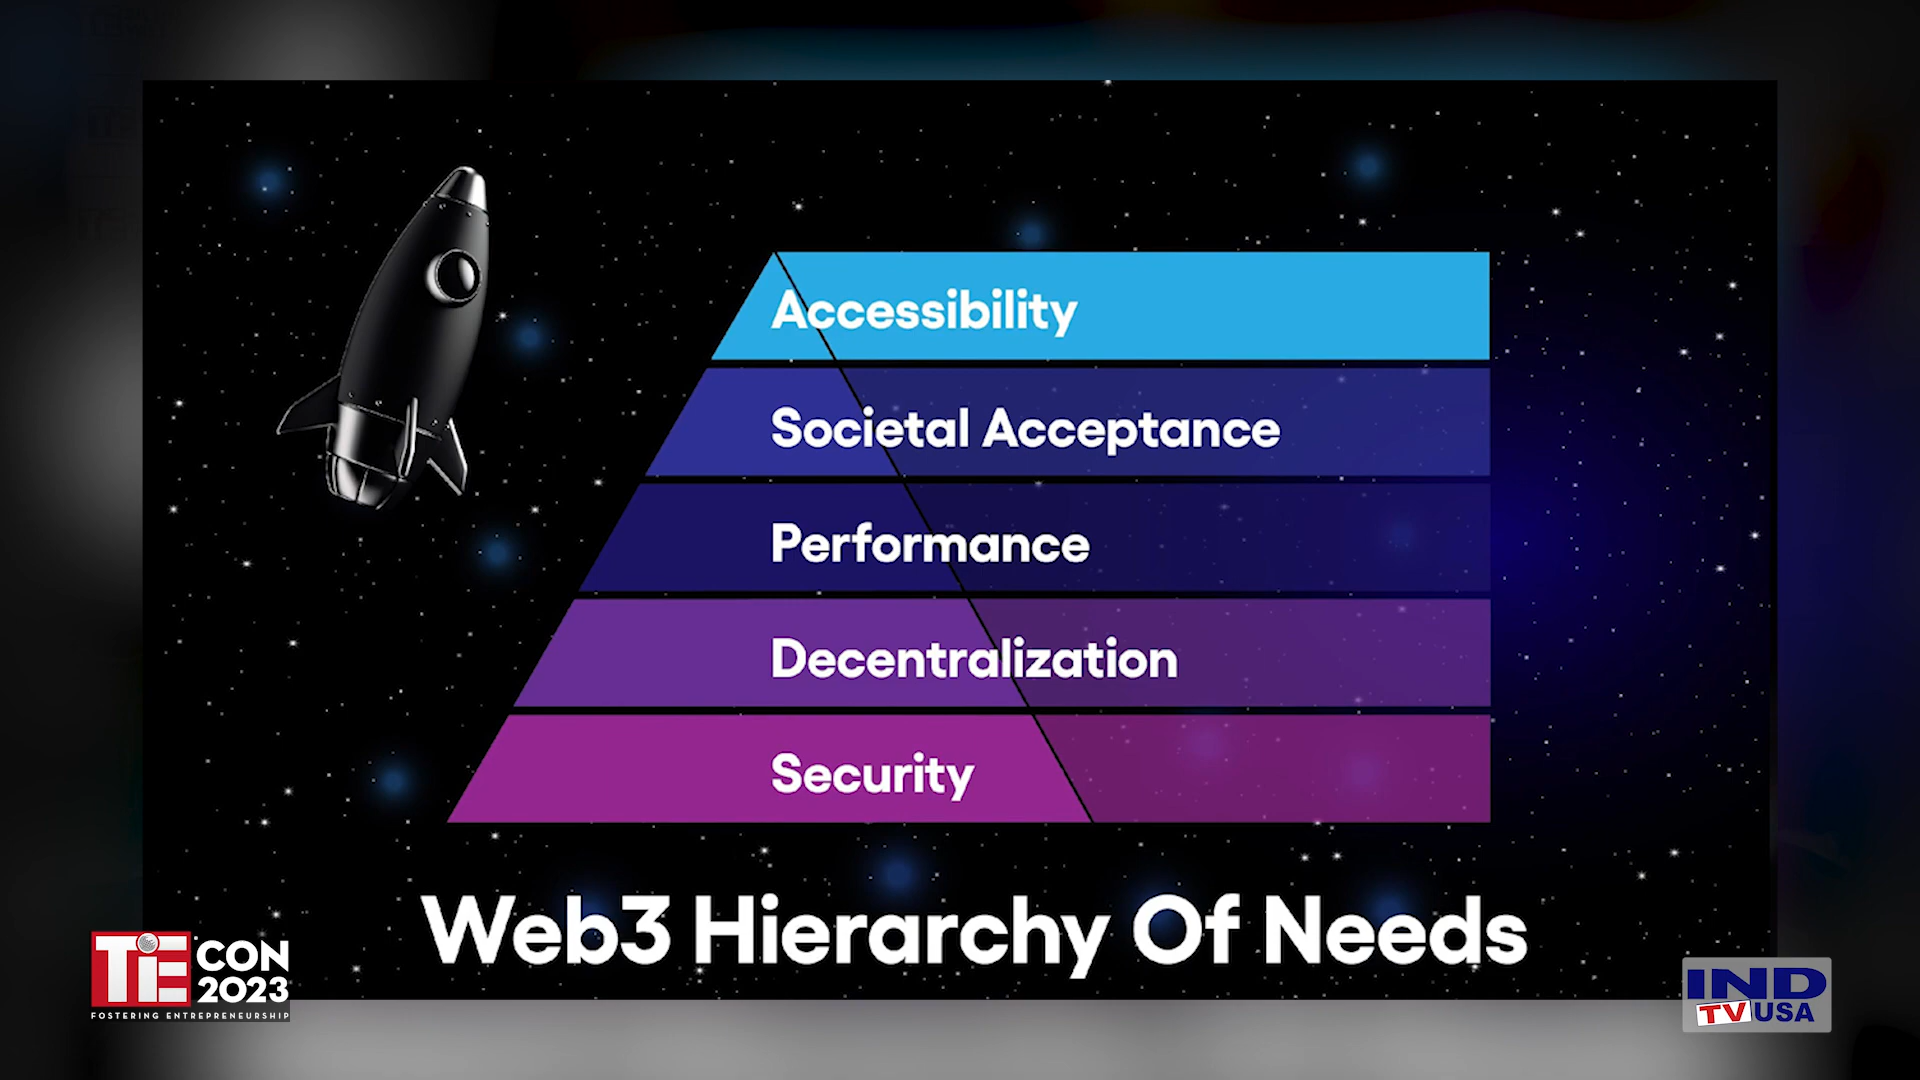 Accessibility
Societal Acceptance
Performance
Decentralization
Security
Web3 Hierarchy Of Needs
TiE CON
2023
FOSTERING ENTREPRENEURSHIP
IND
TV USA